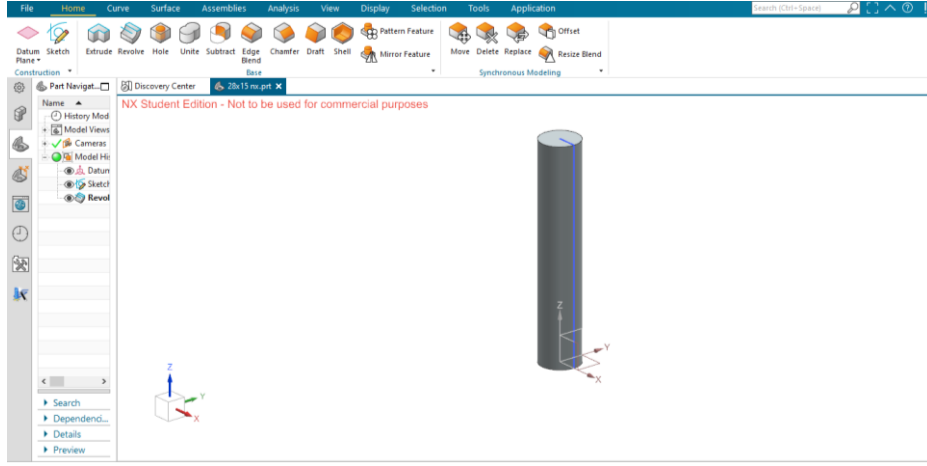 File Home Curve Surface Assemblies Analysis View Display Selection Tools Application Search (Ctrl+Space)
Datum Plane Sketch Extrude Revolve Hole Unite Subtract Edge Blend Chamfer Draft Shell Pattern Feature Mirror Feature Move Delete Replace Offset Resize Blend
Construction Base Synchronous Modeling
Part Navigat... Discovery Center 28x15 nx.prt
Name
NX Student Edition - Not to be used for commercial purposes
History Mod
Model Views
Cameras
Model His
Datum
Sketch
Revol
Z
Y
X
Z
Y
X
Search
Dependenci...
Details
Preview